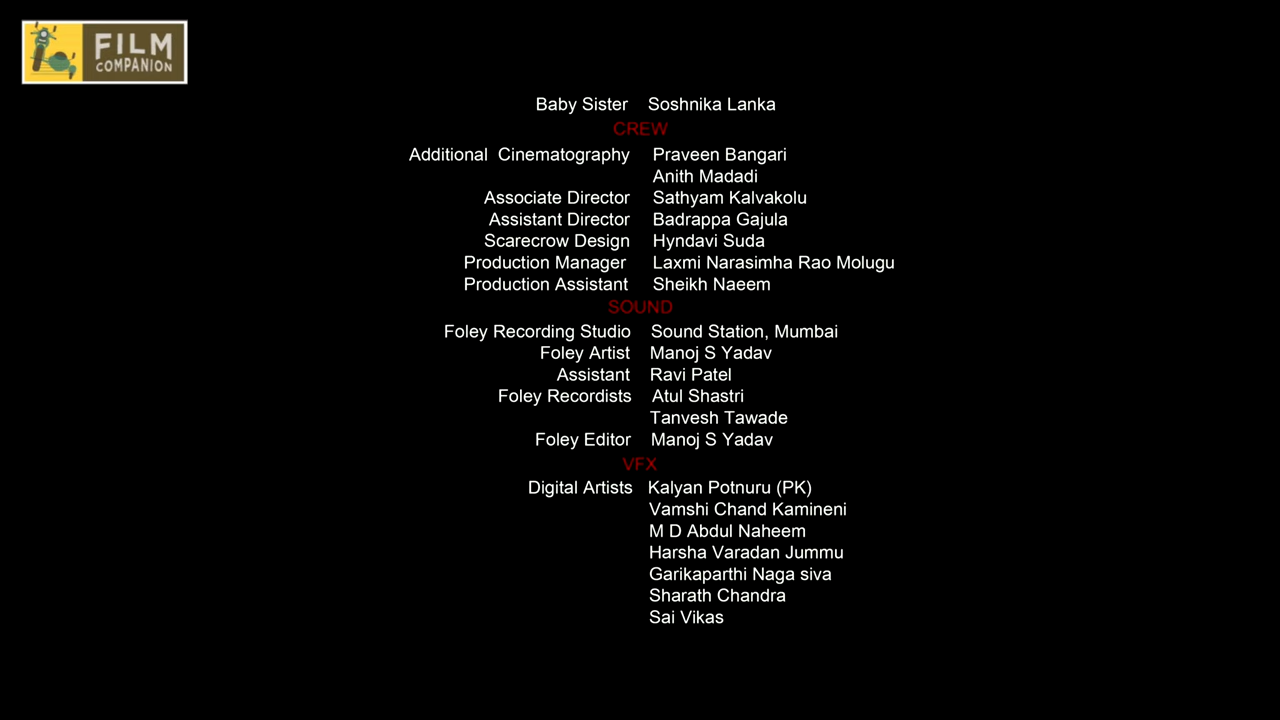 FILM
COMPANION
Baby Sister Soshnika Lanka
CREW
Additional Cinematography Praveen Bangari
Anith Madadi
Associate Director Sathyam Kalvakolu
Assistant Director Badrappa Gajula
Scarecrow Design Hyndavi Suda
Production Manager Laxmi Narasimha Rao Molugu
Production Assistant Sheikh Naeem
SOUND
Foley Recording Studio Sound Station, Mumbai
Foley Artist Manoj S Yadav
Assistant Ravi Patel
Foley Recordists Atul Shastri
Tanvesh Tawade
Foley Editor Manoj S Yadav
VFX
Digital Artists Kalyan Potnuru (PK)
Vamshi Chand Kamineni
M D Abdul Naheem
Harsha Varadan Jummu
Garikaparthi Naga siva
Sharath Chandra
Sai Vikas